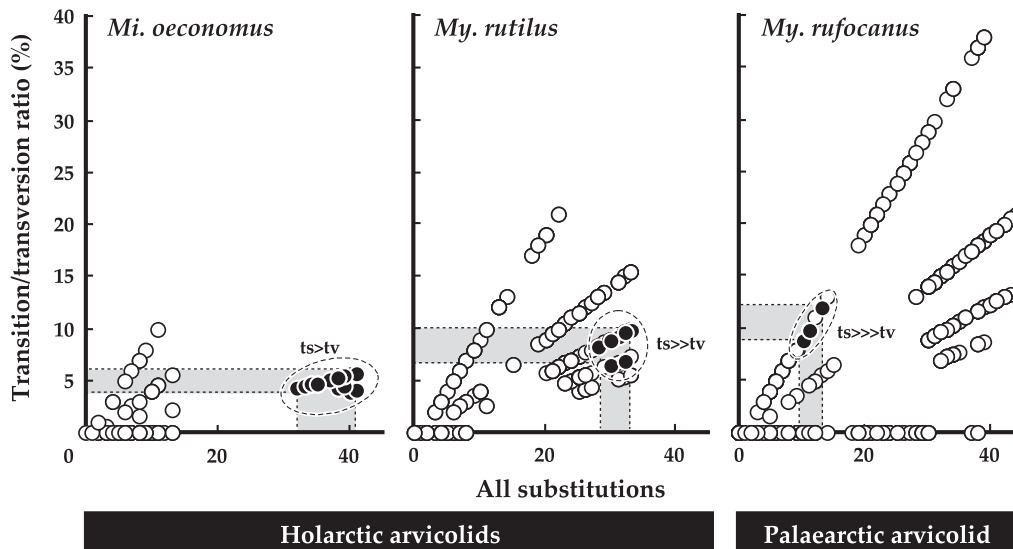 Transition/transversion ratio (%)
40
35
30
25
20
15
10
5
0
20
40
Mi. oeconomus
ts>tv
0
20
40
My. rutilus
ts>>tv
0
20
40
My. rufocanus
ts>>>tv
All substitutions
Holarctic arvicolids
Palaearctic arvicolid